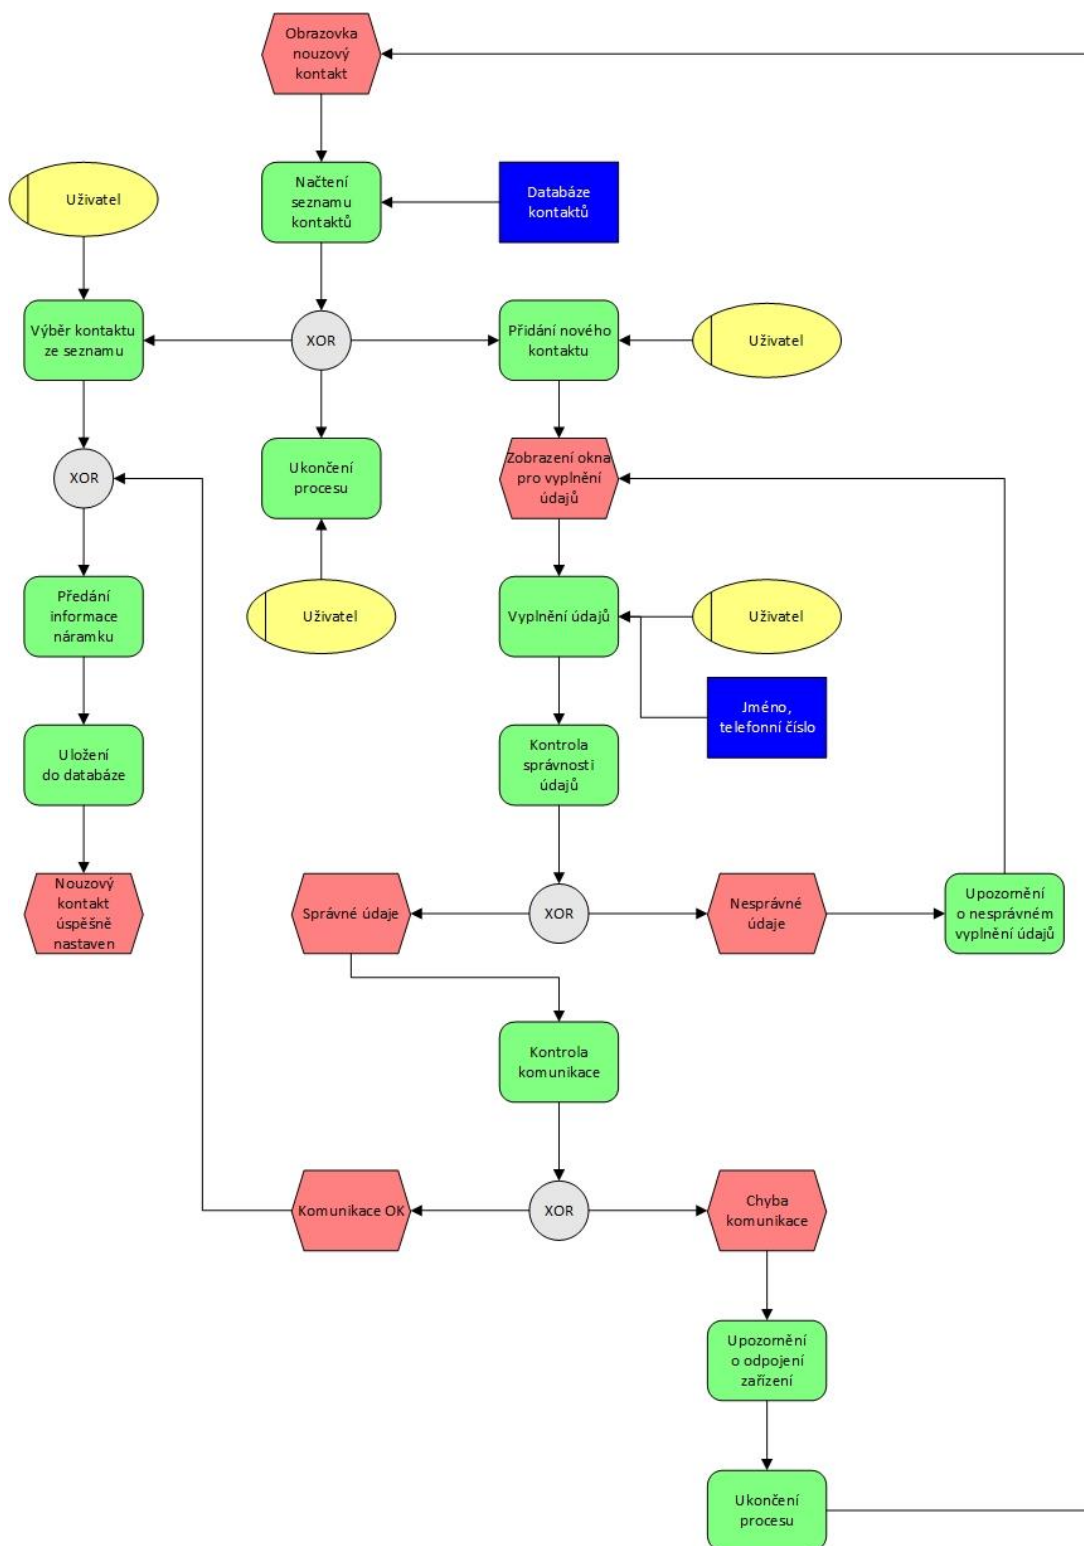 Obrazovka
nouzový
kontakt
Uživatel
Načtení
seznamu
kontaktů
Databáze
kontaktů
Výběr kontaktu
ze seznamu
XOR
Přidání nového
kontaktu
Uživatel
XOR
Ukončení
procesu
Zobrazení okna
pro vyplnění
údajů
Předání
informace
náramku
Uživatel
Vyplnění údajů
Uživatel
Jméno,
telefonní číslo
Uložení
do databáze
Kontrola
správnosti
údajů
Nouzový
kontakt
úspěšně
nastaven
Správné údaje
XOR
Nesprávné
údaje
Upozornění
o nesprávném
vyplnění údajů
Kontrola
komunikace
Komunikace OK
XOR
Chyba
komunikace
Upozornění
o odpojení
zařízení
Ukončení
procesu